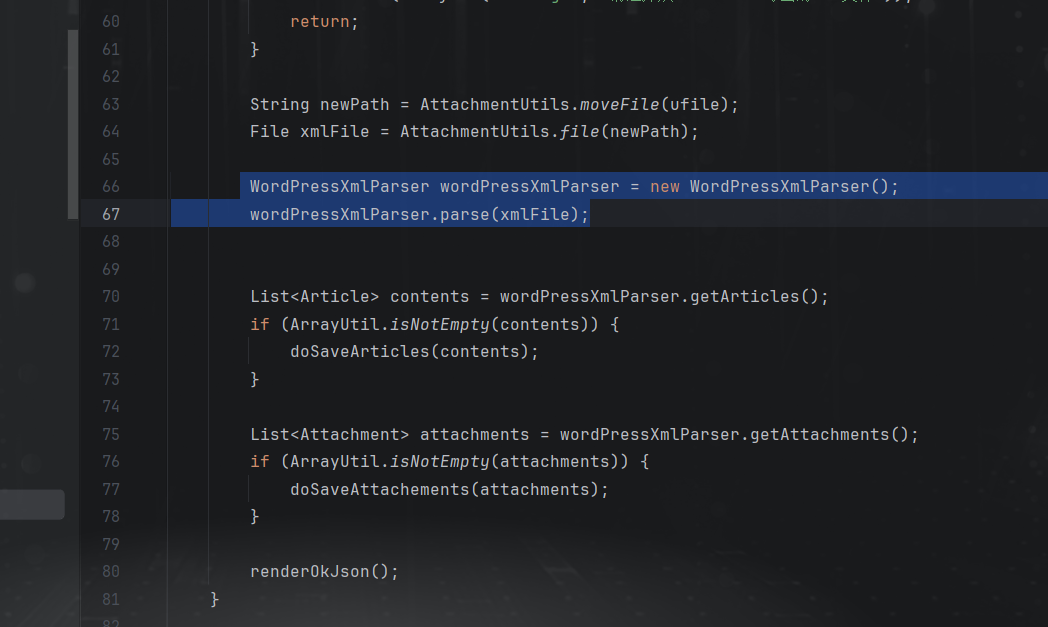 60 return;
61 }
62
63 String newPath = AttachmentUtils.moveFile(ufile);
64 File xmlFile = AttachmentUtils.file(newPath);
65
66 WordPressXmlParser wordPressXmlParser = new WordPressXmlParser();
67 wordPressXmlParser.parse(xmlFile);
68
69
70 List<Article> contents = wordPressXmlParser.getArticles();
71 if (ArrayUtil.isNotEmpty(contents)) {
72 doSaveArticles(contents);
73 }
74
75 List<Attachment> attachments = wordPressXmlParser.getAttachments();
76 if (ArrayUtil.isNotEmpty(attachments)) {
77 doSaveAttachements(attachments);
78 }
79
80 renderOkJson();
81 }
82